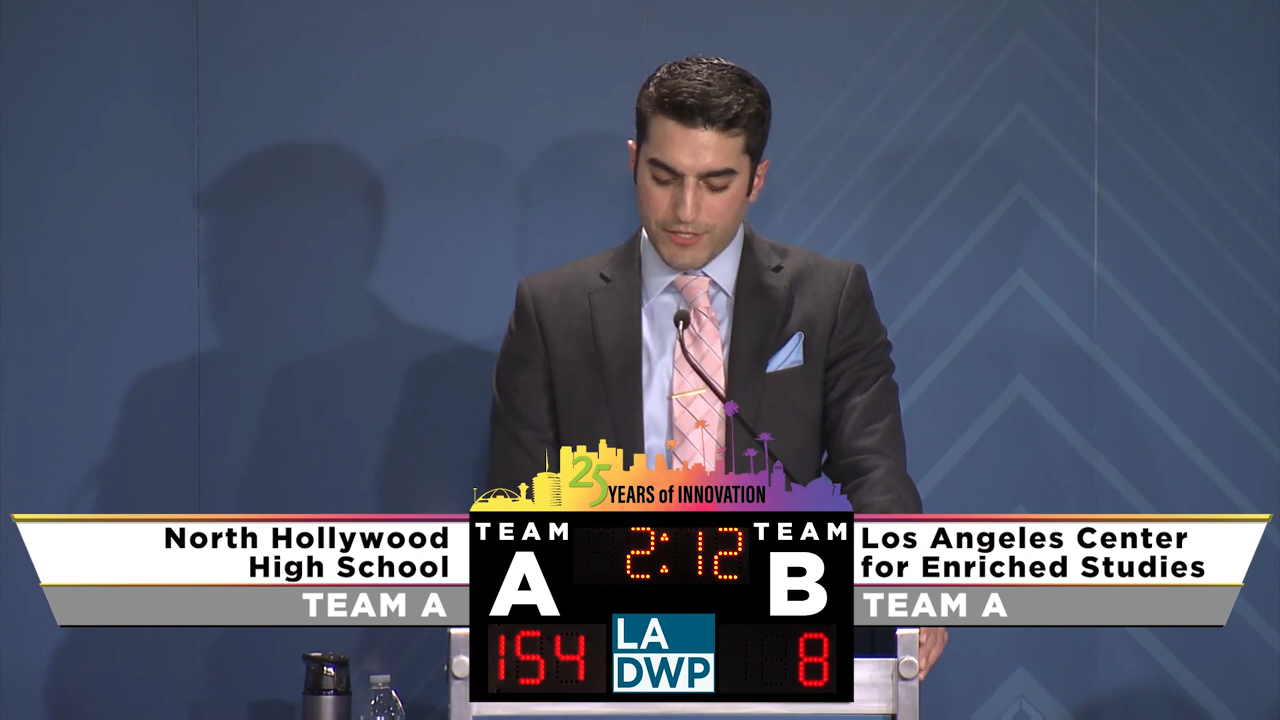 25 YEARS of INNOVATION
North Hollywood
High School
TEAM A
TEAM
A
154
2:12
LA
DWP
TEAM
B
8
Los Angeles Center
for Enriched Studies
TEAM A